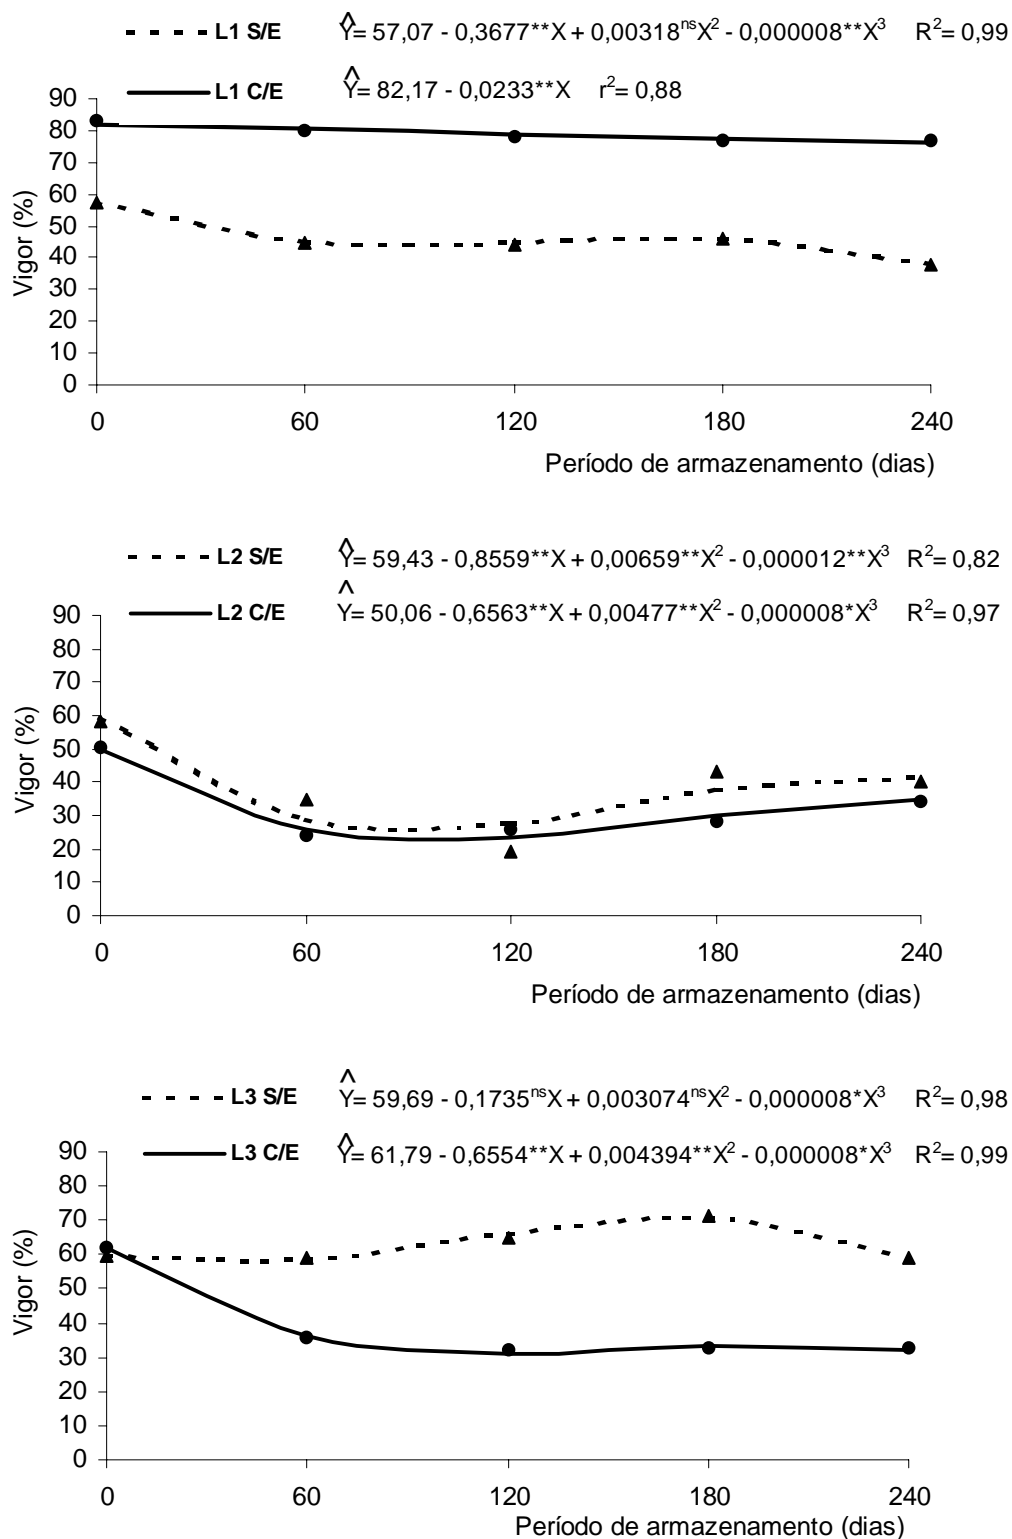 L1 S/E Ŷ= 57,07 - 0,3677**X + 0,00318ⁿˢX² - 0,000008**X³ R²= 0,99
L1 C/E Ŷ= 82,17 - 0,0233**X r²= 0,88
90
80
70
60
50
40
30
20
10
0
Vigor (%)
0 60 120 180 240
Período de armazenamento (dias)
L2 S/E Ŷ= 59,43 - 0,8559**X + 0,00659**X² - 0,000012**X³ R²= 0,82
L2 C/E Ŷ= 50,06 - 0,6563**X + 0,00477**X² - 0,000008*X³ R²= 0,97
90
80
70
60
50
40
30
20
10
0
Vigor (%)
0 60 120 180 240
Período de armazenamento (dias)
L3 S/E Ŷ= 59,69 - 0,1735ⁿˢX + 0,003074ⁿˢX² - 0,000008*X³ R²= 0,98
L3 C/E Ŷ= 61,79 - 0,6554**X + 0,004394**X² - 0,000008*X³ R²= 0,99
90
80
70
60
50
40
30
20
10
0
Vigor (%)
0 60 120 180 240
Período de armazenamento (dias)